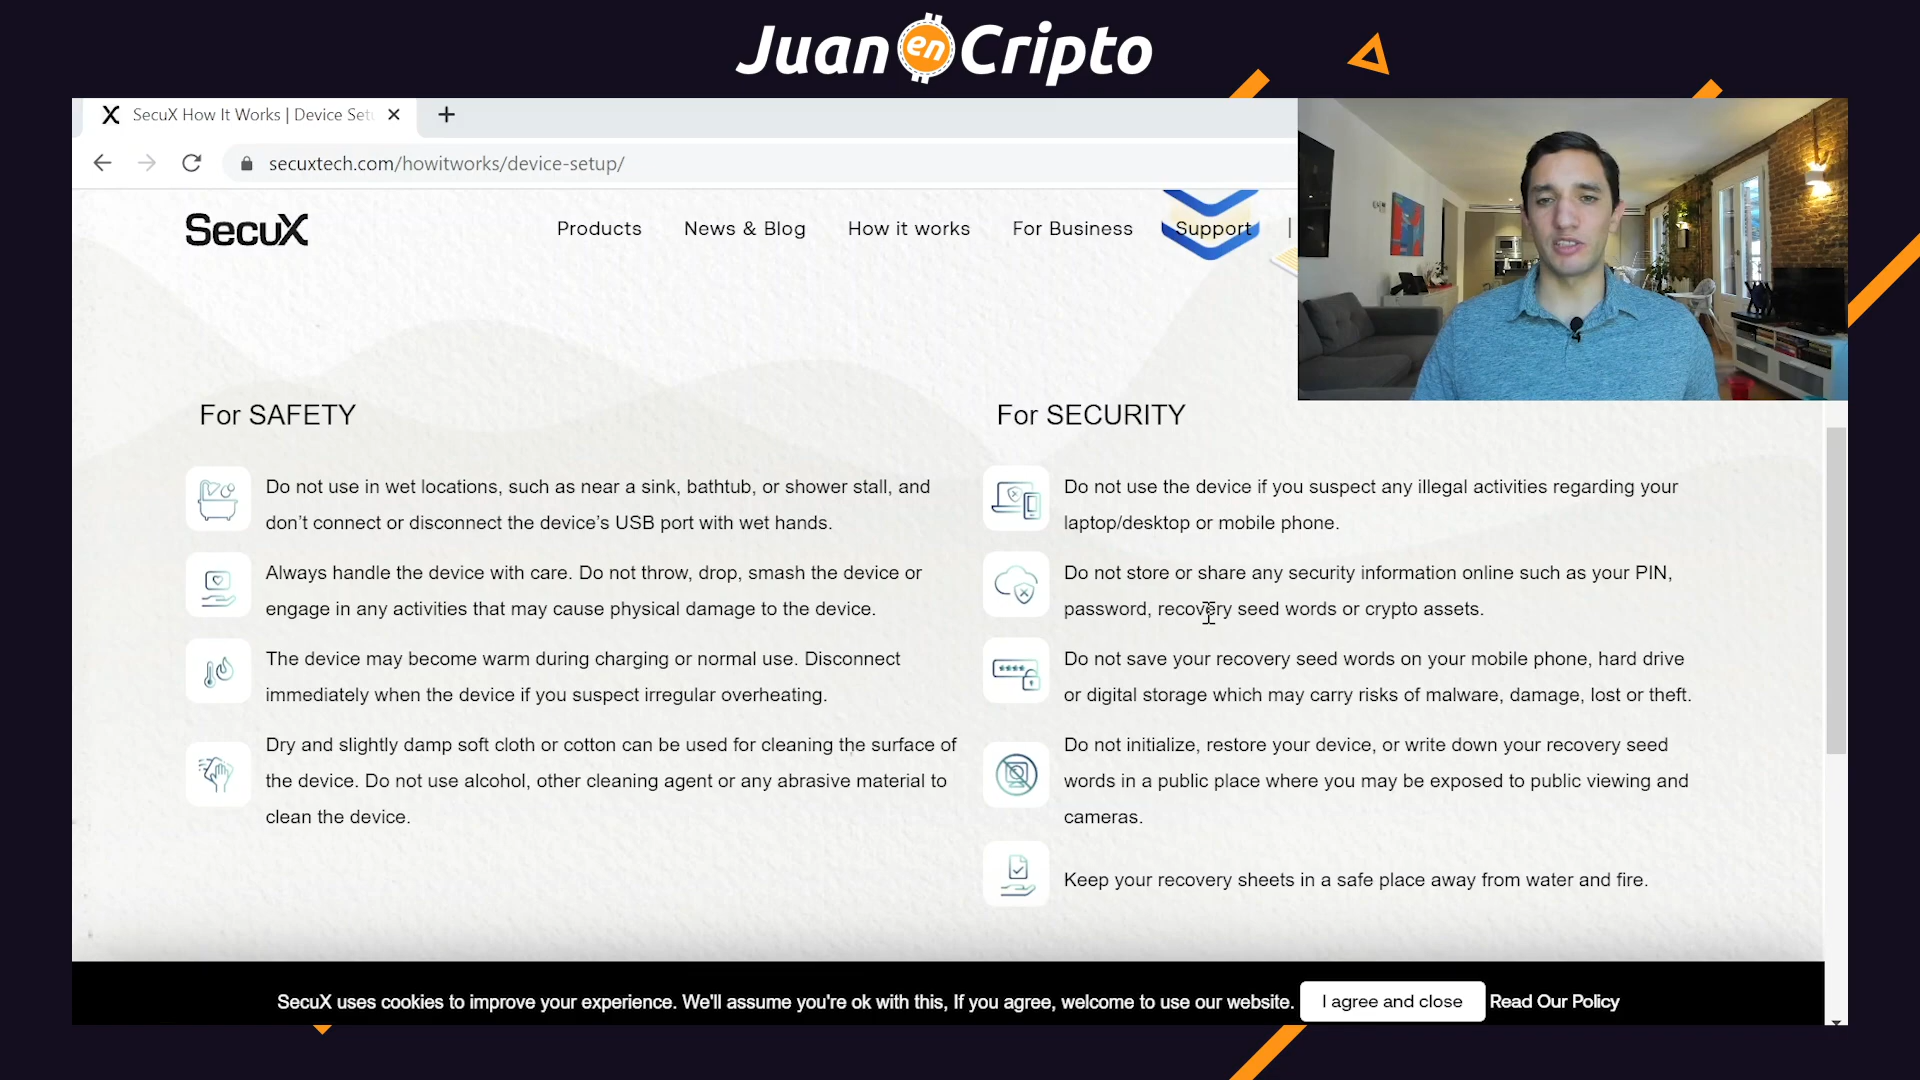 Juan en Cripto
SecuX How It Works | Device Set
secuxtech.com/howitworks/device-setup/
SecuX
Products
News & Blog
How it works
For Business
Support
For SAFETY
Do not use in wet locations, such as near a sink, bathtub, or shower stall, and
don’t connect or disconnect the device’s USB port with wet hands.
Always handle the device with care. Do not throw, drop, smash the device or
engage in any activities that may cause physical damage to the device.
The device may become warm during charging or normal use. Disconnect
immediately when the device if you suspect irregular overheating.
Dry and slightly damp soft cloth or cotton can be used for cleaning the surface of
the device. Do not use alcohol, other cleaning agent or any abrasive material to
clean the device.
For SECURITY
Do not use the device if you suspect any illegal activities regarding your
laptop/desktop or mobile phone.
Do not store or share any security information online such as your PIN,
password, recovery seed words or crypto assets.
Do not save your recovery seed words on your mobile phone, hard drive
or digital storage which may carry risks of malware, damage, lost or theft.
Do not initialize, restore your device, or write down your recovery seed
words in a public place where you may be exposed to public viewing and
cameras.
Keep your recovery sheets in a safe place away from water and fire.
SecuX uses cookies to improve your experience. We'll assume you're ok with this, If you agree, welcome to use our website.
I agree and close
Read Our Policy